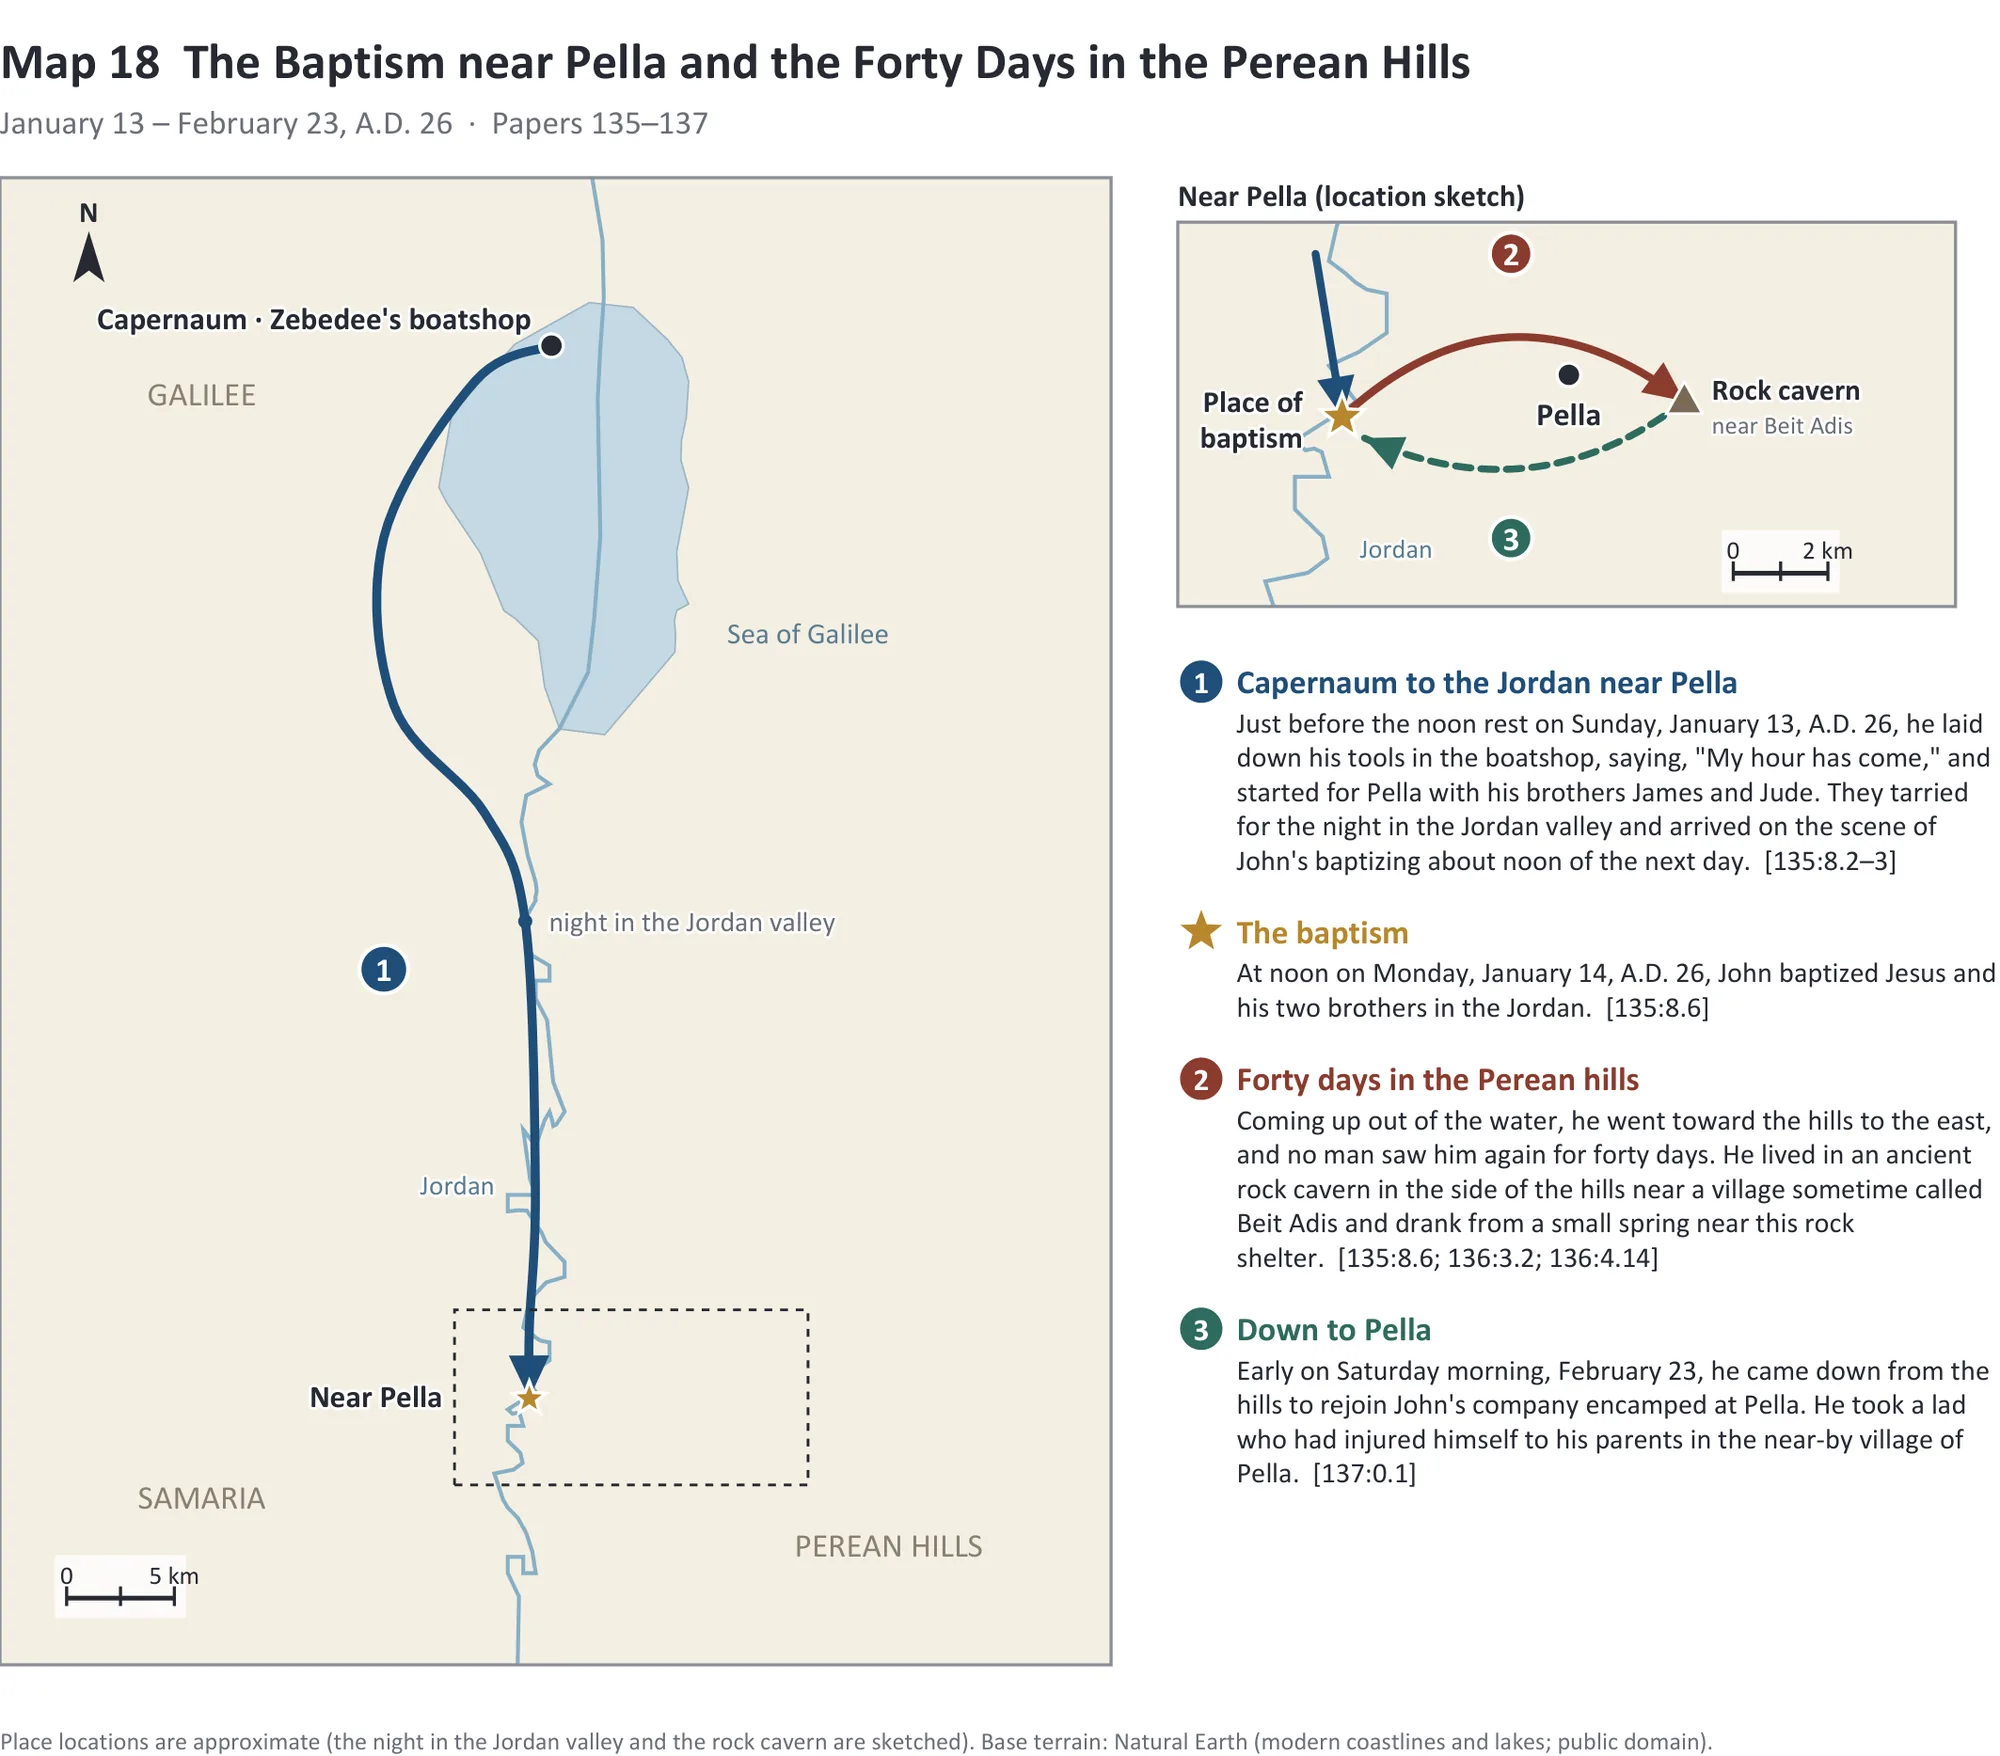 Map 18  The Baptism near Pella and the Forty Days in the Perean Hills
January 13 – February 23, A.D. 26 · Papers 135–137
N
Capernaum · Zebedee's boatshop
GALILEE
Sea of Galilee
night in the Jordan valley
1
Jordan
Near Pella
SAMARIA
PEREAN HILLS
0 5 km
Near Pella (location sketch)
2
Place of
baptism
Pella
Rock cavern
near Beit Adis
Jordan
3
0 2 km
1 Capernaum to the Jordan near Pella
Just before the noon rest on Sunday, January 13, A.D. 26, he laid
down his tools in the boatshop, saying, "My hour has come," and
started for Pella with his brothers James and Jude. They tarried
for the night in the Jordan valley and arrived on the scene of
John's baptizing about noon of the next day.  [135:8.2–3]
The baptism
At noon on Monday, January 14, A.D. 26, John baptized Jesus and
his two brothers in the Jordan.  [135:8.6]
2 Forty days in the Perean hills
Coming up out of the water, he went toward the hills to the east,
and no man saw him again for forty days. He lived in an ancient
rock cavern in the side of the hills near a village sometime called
Beit Adis and drank from a small spring near this rock
shelter.  [135:8.6; 136:3.2; 136:4.14]
3 Down to Pella
Early on Saturday morning, February 23, he came down from the
hills to rejoin John's company encamped at Pella. He took a lad
who had injured himself to his parents in the near-by village of
Pella.  [137:0.1]
Place locations are approximate (the night in the Jordan valley and the rock cavern are sketched). Base terrain: Natural Earth (modern coastlines and lakes; public domain).